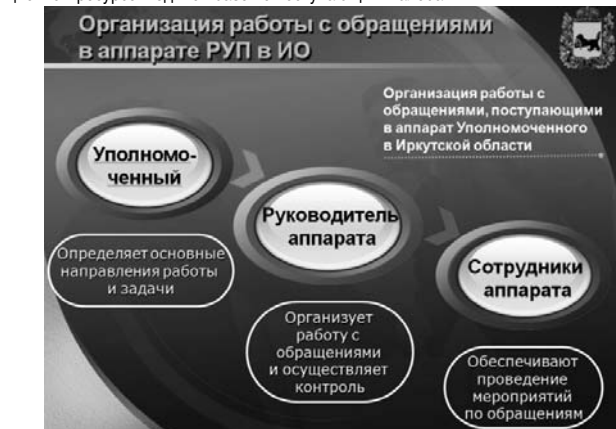 Организация работы с обращениями
в аппарате РУП в ИО
Организация работы с
обращениями, поступающими
в аппарат Уполномоченного
в Иркутской области
Уполномо-
ченный
Руководитель
аппарата
Сотрудники
аппарата
Определяет основные
направления работы
и задачи
Организует
работу с
обращениями
и осуществляет
контроль
Обеспечивают
проведение
мероприятий
по обращениям